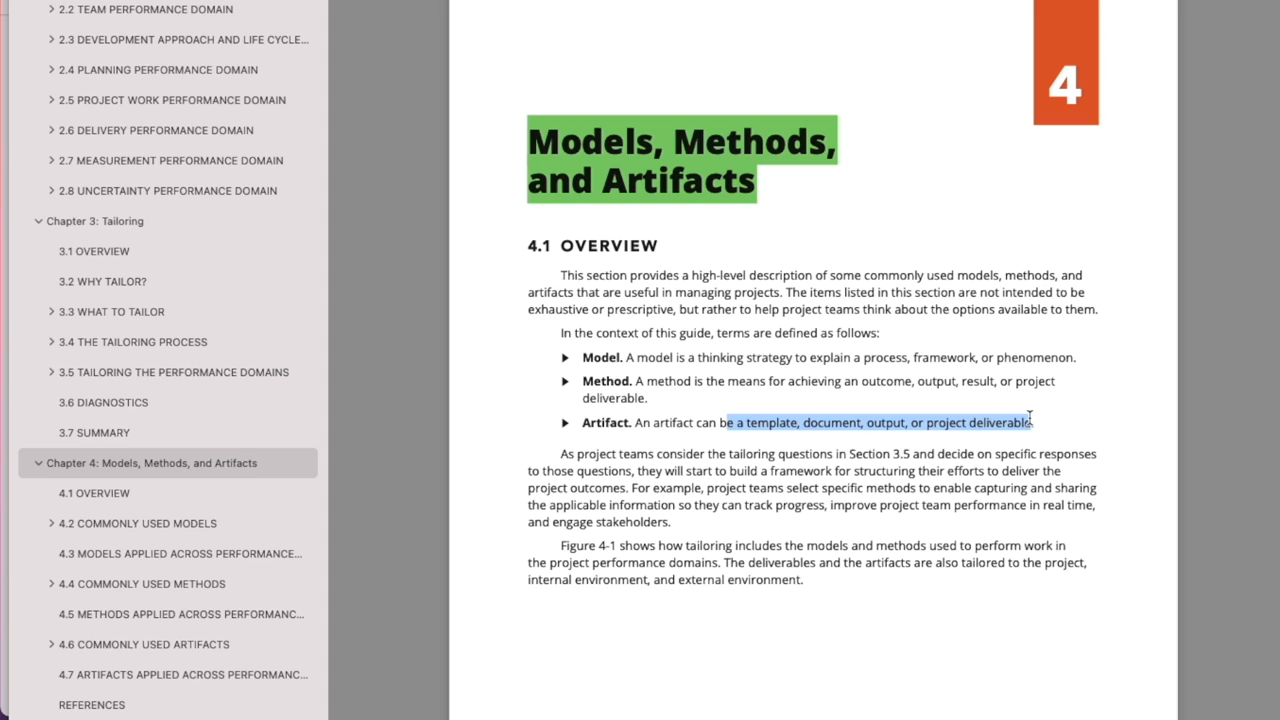 2.2 TEAM PERFORMANCE DOMAIN
2.3 DEVELOPMENT APPROACH AND LIFE CYCLE...
2.4 PLANNING PERFORMANCE DOMAIN
2.5 PROJECT WORK PERFORMANCE DOMAIN
2.6 DELIVERY PERFORMANCE DOMAIN
2.7 MEASUREMENT PERFORMANCE DOMAIN
2.8 UNCERTAINTY PERFORMANCE DOMAIN
Chapter 3: Tailoring
3.1 OVERVIEW
3.2 WHY TAILOR?
3.3 WHAT TO TAILOR
3.4 THE TAILORING PROCESS
3.5 TAILORING THE PERFORMANCE DOMAINS
3.6 DIAGNOSTICS
3.7 SUMMARY
Chapter 4: Models, Methods, and Artifacts
4.1 OVERVIEW
4.2 COMMONLY USED MODELS
4.3 MODELS APPLIED ACROSS PERFORMANCE...
4.4 COMMONLY USED METHODS
4.5 METHODS APPLIED ACROSS PERFORMANC...
4.6 COMMONLY USED ARTIFACTS
4.7 ARTIFACTS APPLIED ACROSS PERFORMANC...
REFERENCES
4
Models, Methods,
and Artifacts
4.1 OVERVIEW
This section provides a high-level description of some commonly used models, methods, and
artifacts that are useful in managing projects. The items listed in this section are not intended to be
exhaustive or prescriptive, but rather to help project teams think about the options available to them.
In the context of this guide, terms are defined as follows:
Model. A model is a thinking strategy to explain a process, framework, or phenomenon.
Method. A method is the means for achieving an outcome, output, result, or project
deliverable.
Artifact. An artifact can be a template, document, output, or project deliverable.
As project teams consider the tailoring questions in Section 3.5 and decide on specific responses
to those questions, they will start to build a framework for structuring their efforts to deliver the
project outcomes. For example, project teams select specific methods to enable capturing and sharing
the applicable information so they can track progress, improve project team performance in real time,
and engage stakeholders.
Figure 4-1 shows how tailoring includes the models and methods used to perform work in
the project performance domains. The deliverables and the artifacts are also tailored to the project,
internal environment, and external environment.